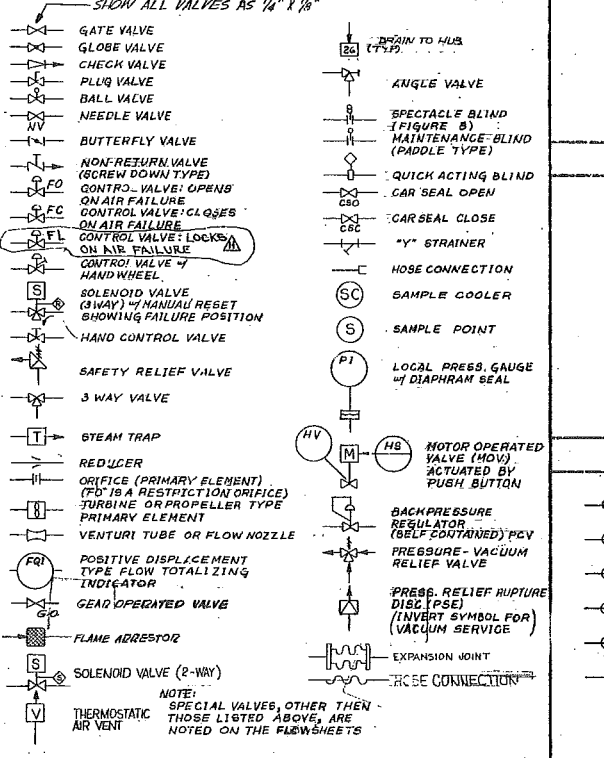 SHOW ALL VALVES AS 1/4" X 1/8"
GATE VALVE
GLOBE VALVE
CHECK VALVE
PLUG VALVE
BALL VALVE
NEEDLE VALVE
NV
BUTTERFLY VALVE
NON-RETURN VALVE
(SCREW DOWN TYPE)
FO
CONTROL VALVE: OPENS
ON AIR FAILURE
FC
CONTROL VALVE: CLOSES
ON AIR FAILURE
FL
CONTROL VALVE: LOCKS
ON AIR FAILURE
CONTROL VALVE W/
HANDWHEEL
S
SOLENOID VALVE
(3WAY) W/ MANUAL RESET
SHOWING FAILURE POSITION
R
HAND CONTROL VALVE
SAFETY RELIEF VALVE
3 WAY VALVE
T
STEAM TRAP
REDUCER
ORIFICE (PRIMARY ELEMENT)
("FO" IS A RESTRICTION ORIFICE)
TURBINE OR PROPELLER TYPE
PRIMARY ELEMENT
VENTURI TUBE OR FLOW NOZZLE
FQI
POSITIVE DISPLACEMENT
TYPE FLOW TOTALIZING
INDICATOR
GEAR OPERATED VALVE
G.O.
FLAME ARRESTOR
S
SOLENOID VALVE (2-WAY)
S
V
THERMOSTATIC
AIR VENT
NOTE:
SPECIAL VALVES, OTHER THEN
THOSE LISTED ABOVE, ARE
NOTED ON THE FLOWSHEETS
26
DRAIN TO HUB
(TYP)
ANGLE VALVE
SPECTACLE BLIND
(FIGURE 8)
MAINTENANCE BLIND
(PADDLE TYPE)
QUICK ACTING BLIND
CAR SEAL OPEN
CSO
CAR SEAL CLOSE
CSC
"Y" STRAINER
HOSE CONNECTION
SC
SAMPLE COOLER
S
SAMPLE POINT
PI
LOCAL PRESS. GAUGE
W/ DIAPHRAM SEAL
HV
M
HS
MOTOR OPERATED
VALVE (MOV)
ACTUATED BY
PUSH BUTTON
BACKPRESSURE
REGULATOR
(SELF CONTAINED) PCV
PRESSURE-VACUUM
RELIEF VALVE
PRESS. RELIEF RUPTURE
DISC (PSE)
(INVERT SYMBOL FOR)
(VACUUM SERVICE)
EXPANSION JOINT
HOSE CONNECTION